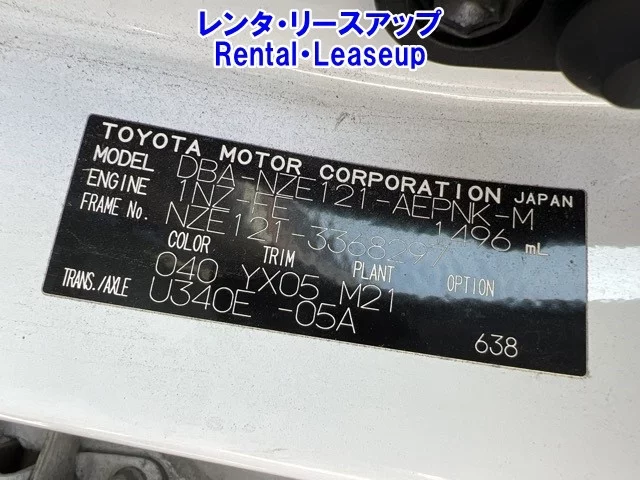 レンタ・リースアップ
Rental・Leaseup
TOYOTA MOTOR CORPORATION JAPAN
MODEL DBA-NZE121-AEPNK-M
ENGINE 1NZ-FE 1496 mL
FRAME No. NZE121-336829
COLOR TRIM PLANT OPTION
040 YX05 M21
TRANS./AXLE U340E -05A
638